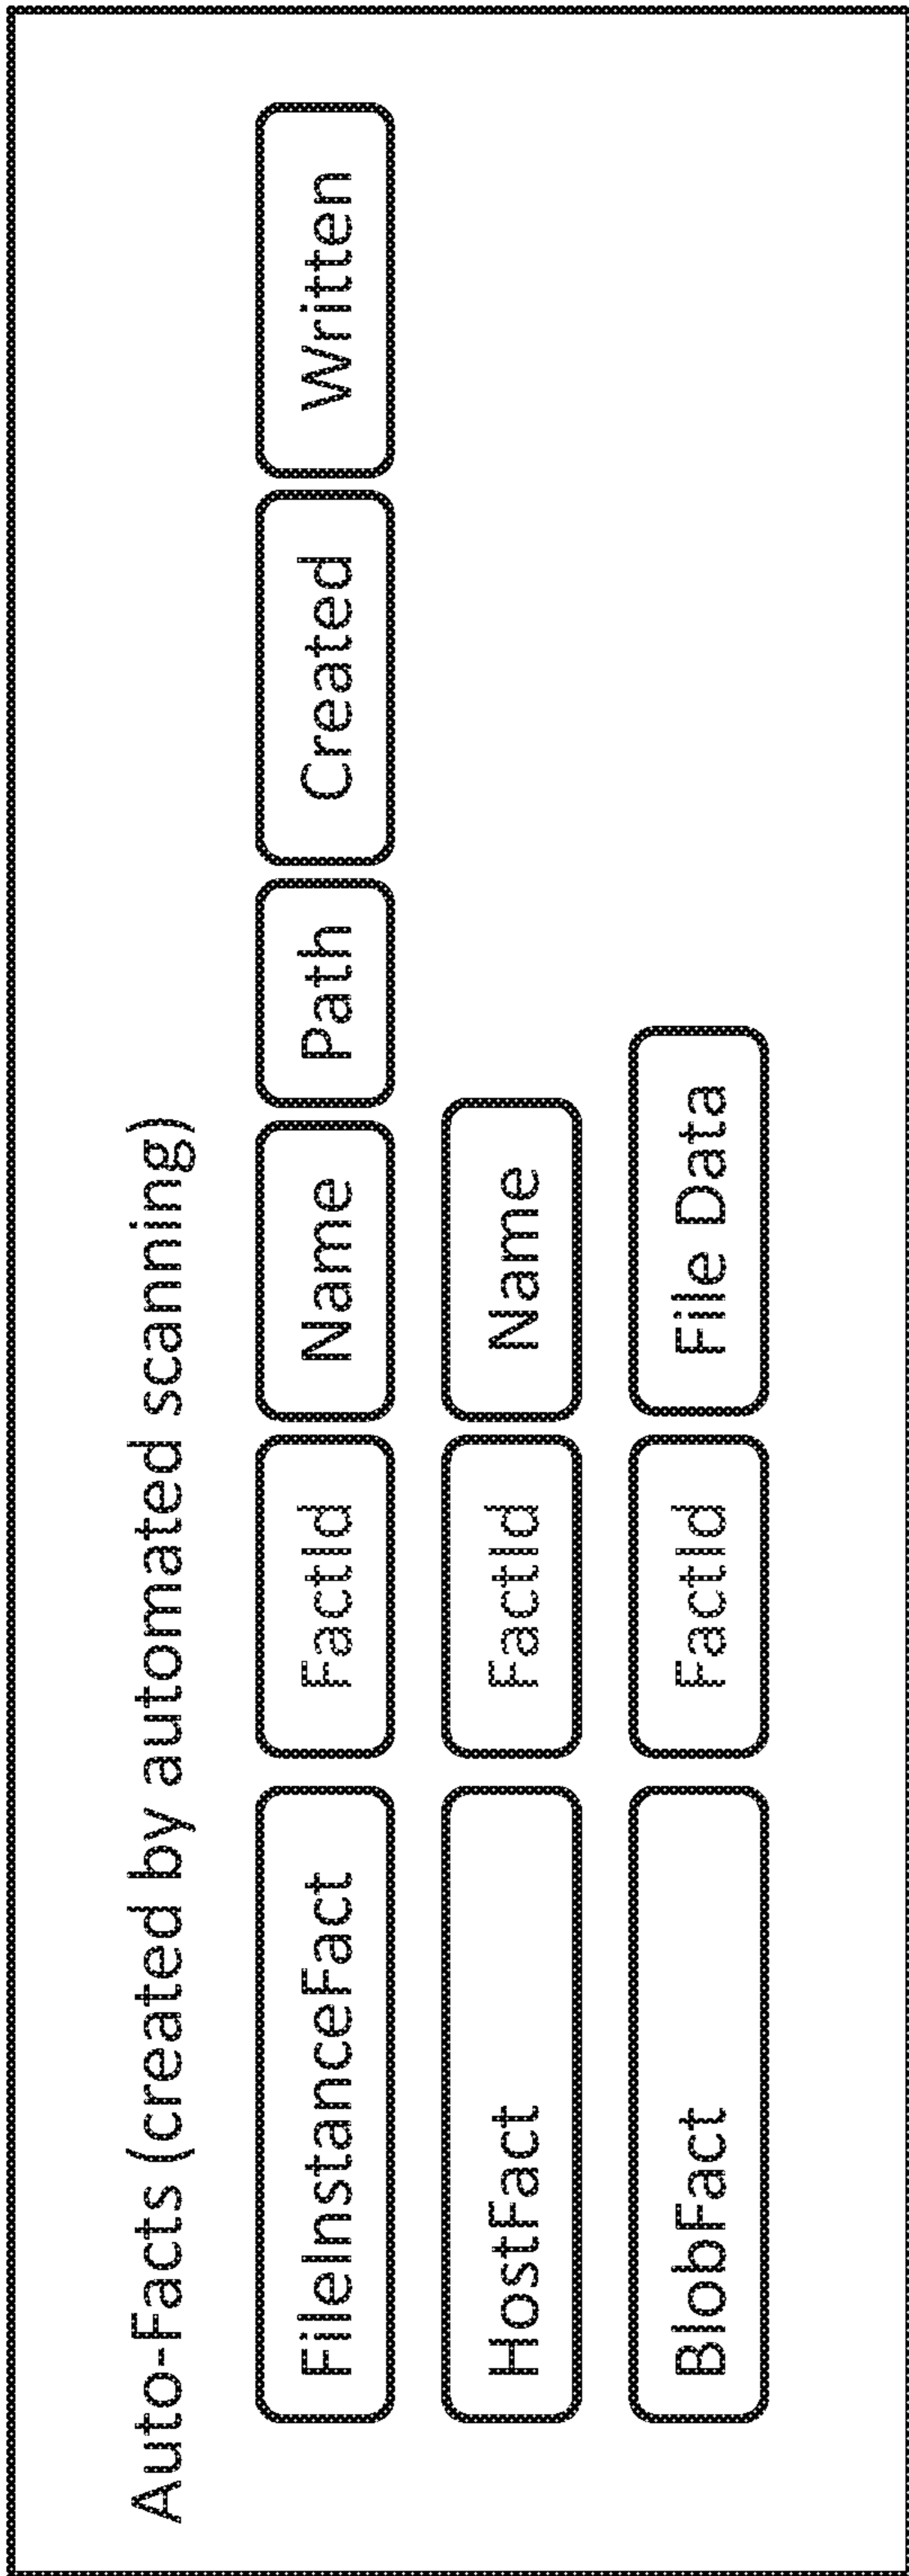 Auto-Facts (created by automated scanning)
FileInstanceFact FactId Name Path Created Written
HostFact FactId Name
BlobFact FactId File Data